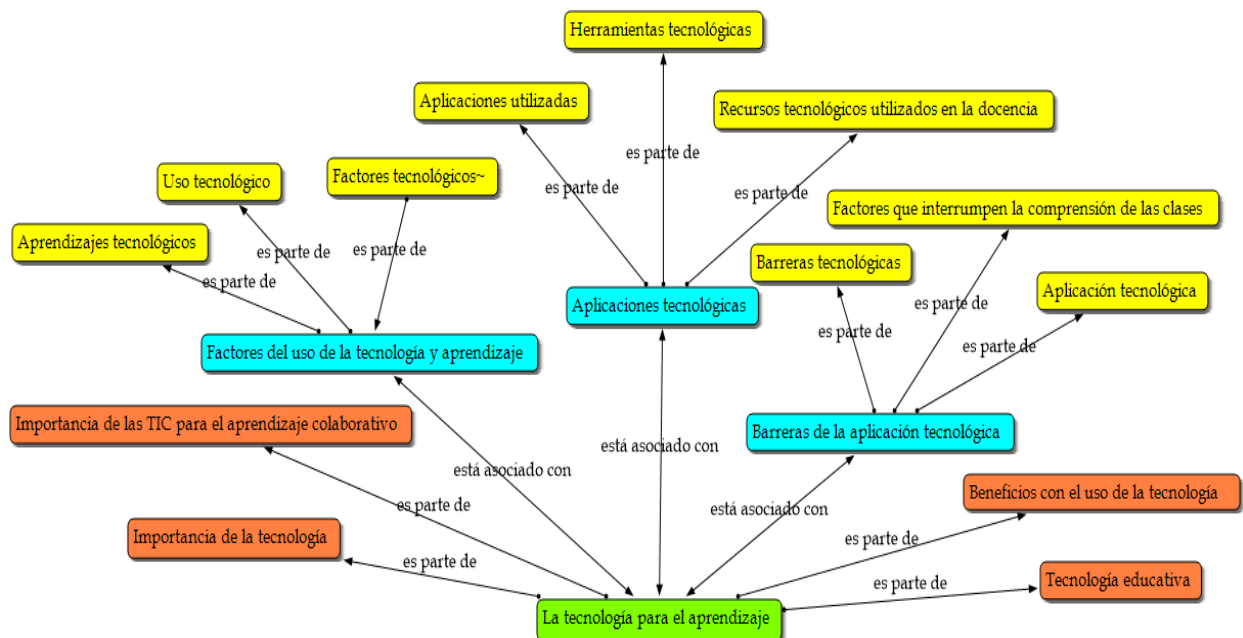 Herramientas tecnológicas
Aplicaciones utilizadas
Recursos tecnológicos utilizados en la docencia
es parte de
es parte de
es parte de
Uso tecnológico
Factores tecnológicos~
Factores que interrumpen la comprensión de las clases
Aprendizajes tecnológicos
es parte de
es parte de
es parte de
Barreras tecnológicas
Aplicación tecnológica
Aplicaciones tecnológicas
es parte de
es parte de
es parte de
Factores del uso de la tecnología y aprendizaje
Importancia de las TIC para el aprendizaje colaborativo
Barreras de la aplicación tecnológica
está asociado con
está asociado con
está asociado con
es parte de
Beneficios con el uso de la tecnología
Importancia de la tecnología
es parte de
es parte de
es parte de
Tecnología educativa
La tecnología para el aprendizaje